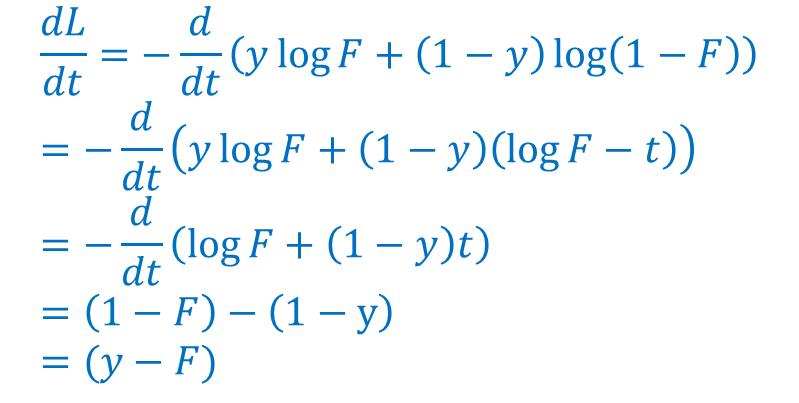 dL/dt = − d/dt (y log F + (1 − y) log(1 − F))
= − d/dt (y log F + (1 − y)(log F − t))
= − d/dt (log F + (1 − y)t)
= (1 − F) − (1 − y)
= (y − F)